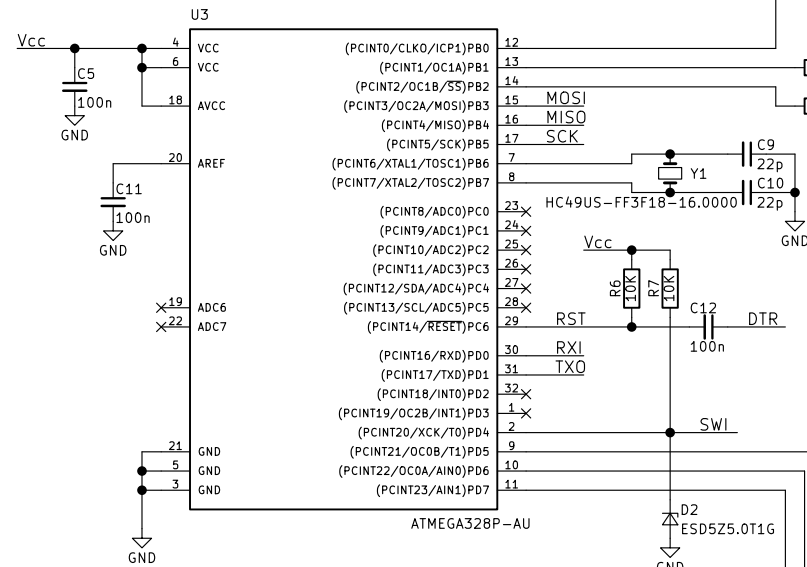 U3
Vcc
C5
100n
GND
C11
100n
GND
4 VCC
6 VCC
18 AVCC
20 AREF
19 ADC6
22 ADC7
21 GND
5 GND
3 GND
GND
(PCINT0/CLKO/ICP1)PB0 12
(PCINT1/OC1A)PB1 13
(PCINT2/OC1B/SS)PB2 14
(PCINT3/OC2A/MOSI)PB3 15 MOSI
(PCINT4/MISO)PB4 16 MISO
(PCINT5/SCK)PB5 17 SCK
(PCINT6/XTAL1/TOSC1)PB6 7
(PCINT7/XTAL2/TOSC2)PB7 8
(PCINT8/ADC0)PC0 23
(PCINT9/ADC1)PC1 24
(PCINT10/ADC2)PC2 25
(PCINT11/ADC3)PC3 26
(PCINT12/SDA/ADC4)PC4 27
(PCINT13/SCL/ADC5)PC5 28
(PCINT14/RESET)PC6 29 RST
(PCINT16/RXD)PD0 30 RXI
(PCINT17/TXD)PD1 31 TXO
(PCINT18/INT0)PD2 32
(PCINT19/OC2B/INT1)PD3 1
(PCINT20/XCK/T0)PD4 2 SWI
(PCINT21/OC0B/T1)PD5 9
(PCINT22/OC0A/AIN0)PD6 10
(PCINT23/AIN1)PD7 11
ATMEGA328P-AU
C9
22p
Y1
C10
22p
HC49US-FF3F18-16.0000
GND
Vcc
R6
10K
R7
10K
C12
100n
DTR
D2
ESD5Z5.0T1G
GND